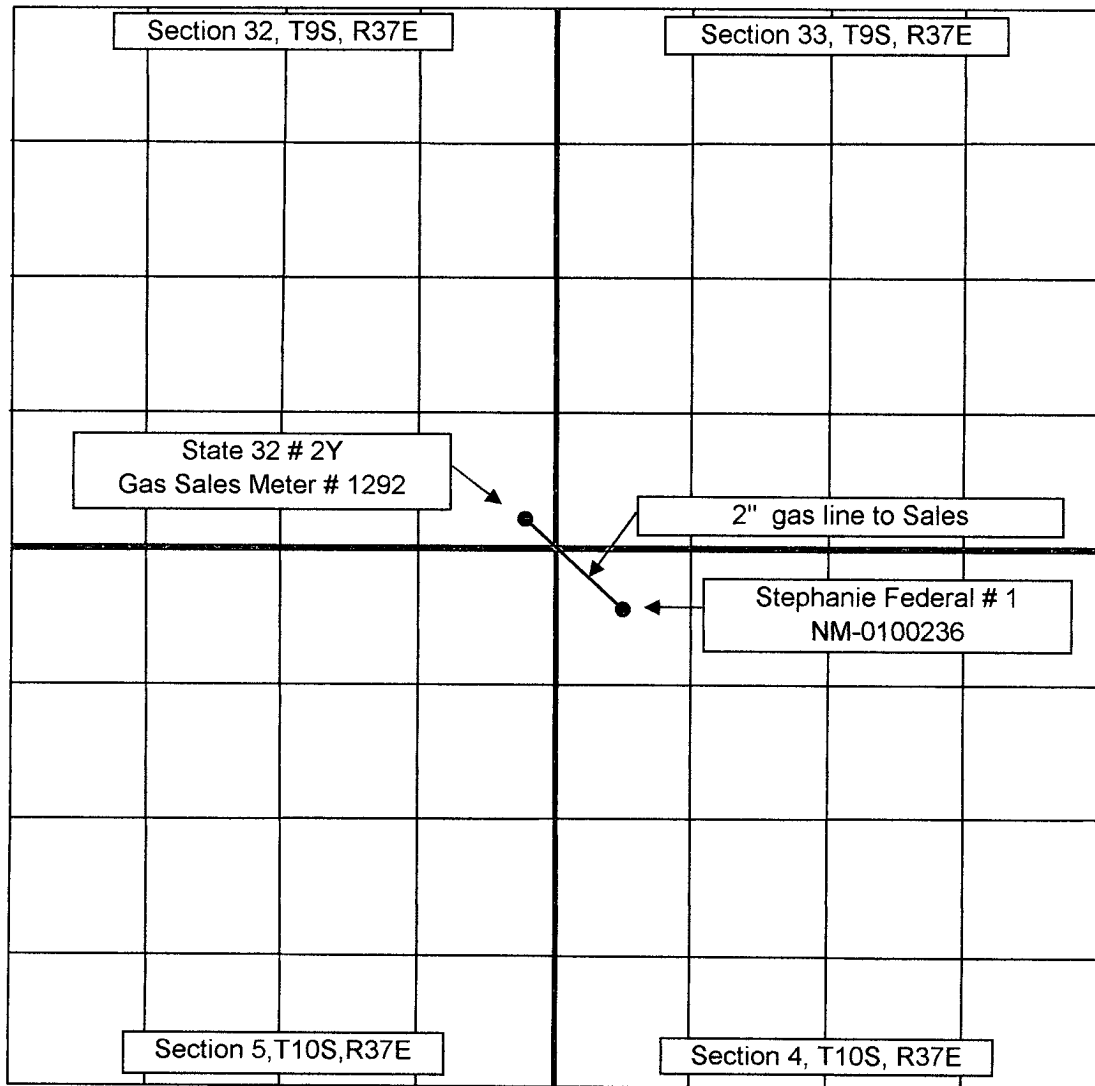 Section 32, T9S, R37E
Section 33, T9S, R37E
State 32 # 2Y
Gas Sales Meter # 1292
2" gas line to Sales
Stephanie Federal # 1
NM-0100236
Section 5,T10S,R37E
Section 4, T10S, R37E